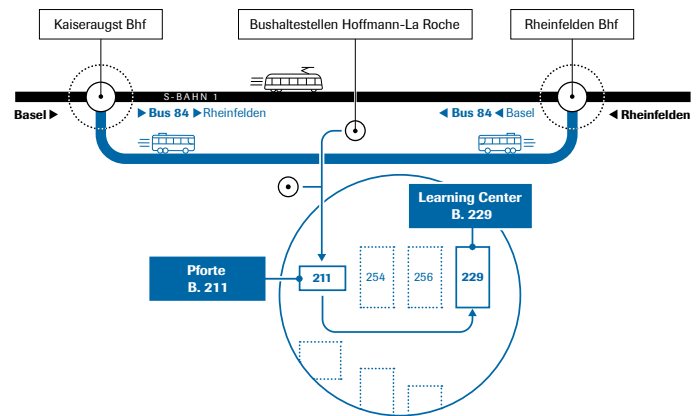 Kaiseraugst Bhf
Bushaltestellen Hoffmann-La Roche
Rheinfelden Bhf
S-BAHN 1
Basel ▶
▶ Bus 84 ▶ Rheinfelden
◀ Bus 84 ◀ Basel
◀ Rheinfelden
Learning Center
B. 229
Pforte
B. 211
211
254
256
229